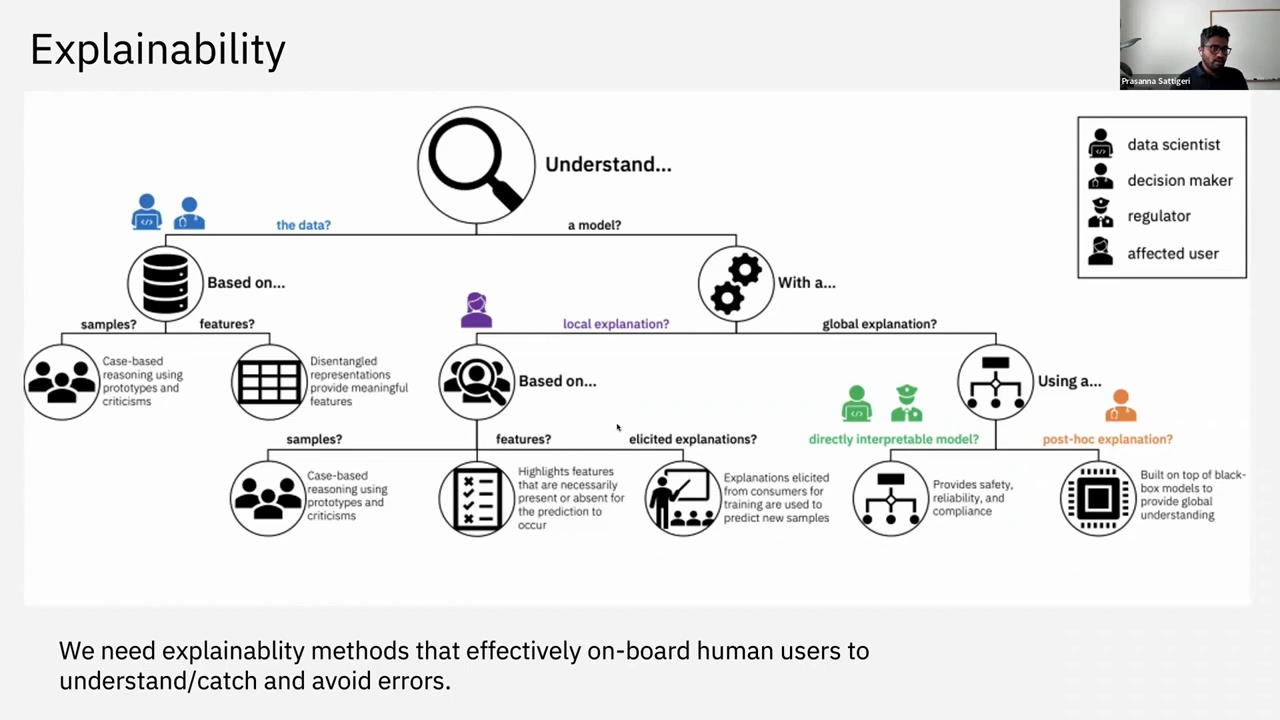 Explainability
Prasanna Sattigeri
Understand...
data scientist
decision maker
regulator
affected user
the data?
a model?
Based on...
With a...
samples?
features?
local explanation?
global explanation?
Case-based
reasoning using
prototypes and
criticisms
Disentangled
representations
provide meaningful
features
Based on...
Using a...
samples?
features?
elicited explanations?
directly interpretable model?
post-hoc explanation?
Case-based
reasoning using
prototypes and
criticisms
Highlights features
that are necessarily
present or absent for
the prediction to
occur
Explanations elicited
from consumers for
training are used to
predict new samples
Provides safety,
reliability, and
compliance
Built on top of black-
box models to
provide global
understanding
We need explainablity methods that effectively on-board human users to
understand/catch and avoid errors.